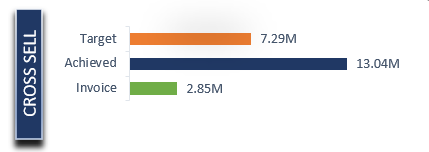 CROSS SELL
Target 7.29M
Achieved 13.04M
Invoice 2.85M